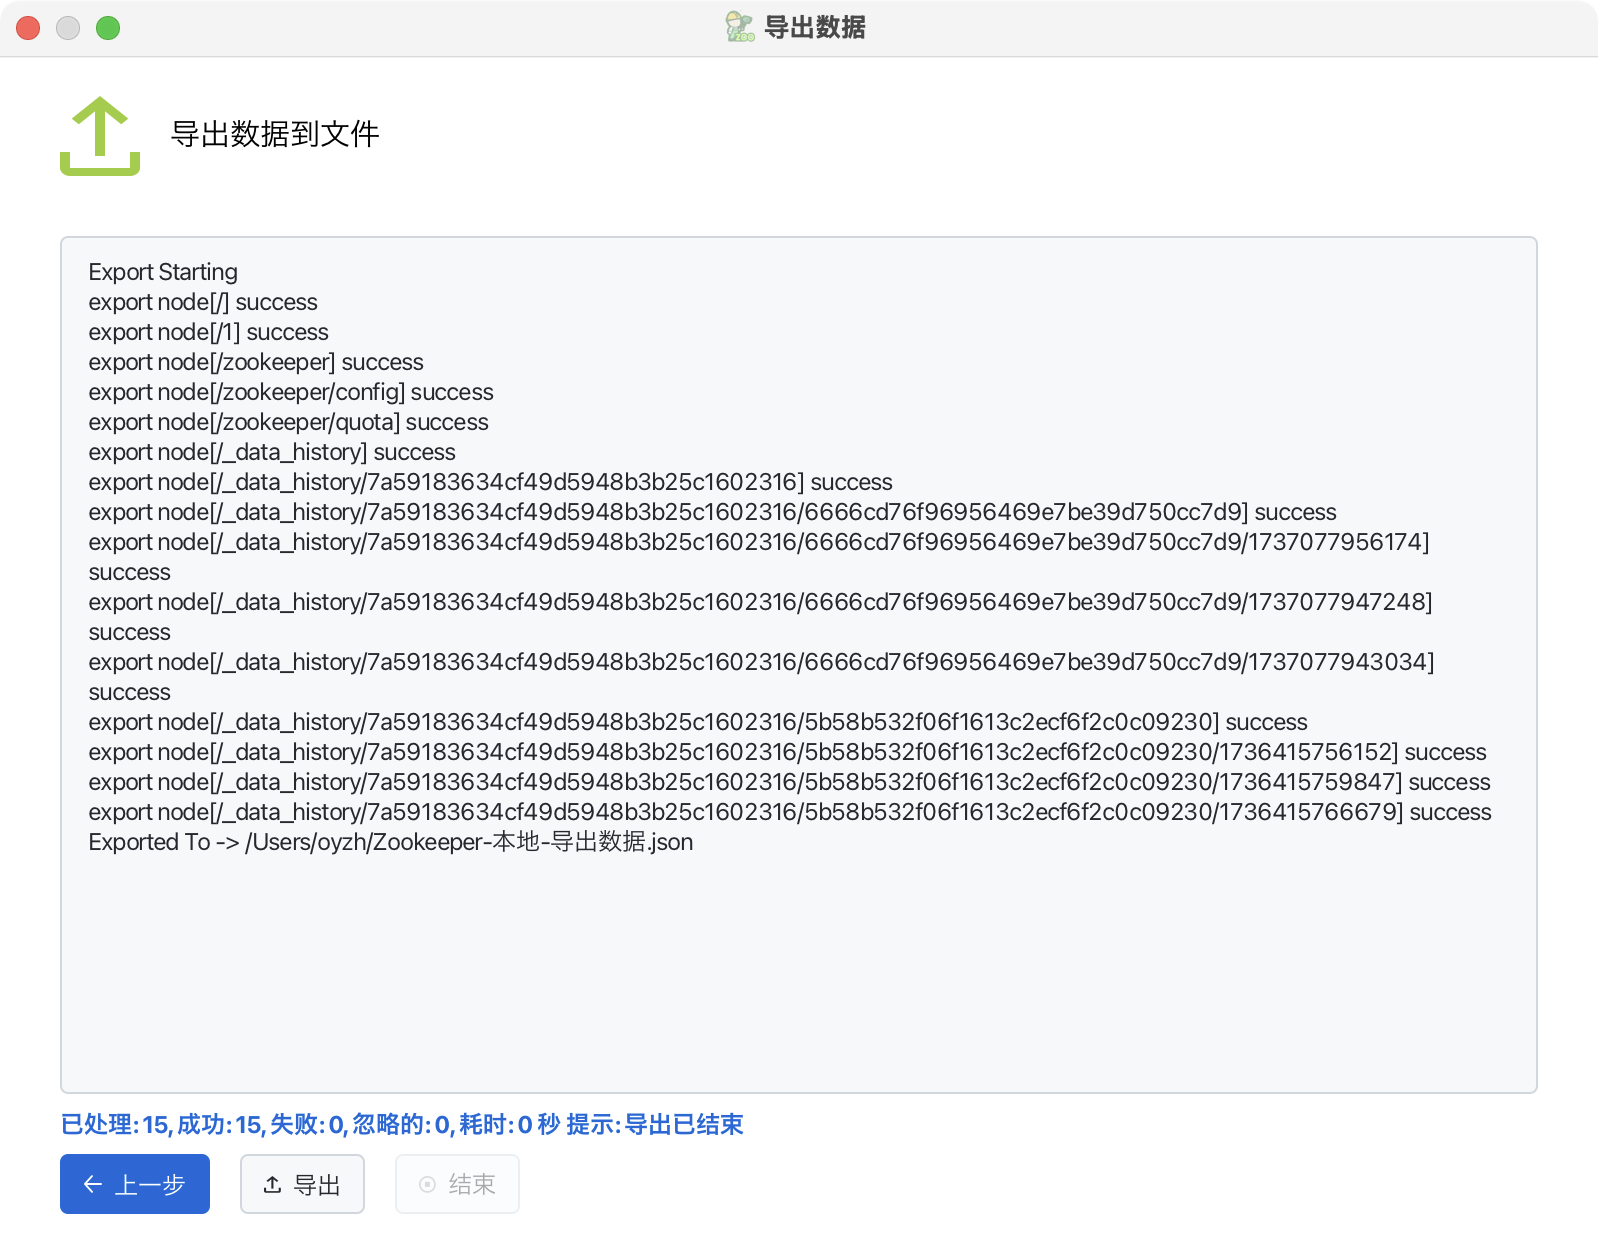 导出数据
导出数据到文件
Export Starting
export node[/] success
export node[/1] success
export node[/zookeeper] success
export node[/zookeeper/config] success
export node[/zookeeper/quota] success
export node[/_data_history] success
export node[/_data_history/7a59183634cf49d5948b3b25c1602316] success
export node[/_data_history/7a59183634cf49d5948b3b25c1602316/6666cd76f96956469e7be39d750cc7d9] success
export node[/_data_history/7a59183634cf49d5948b3b25c1602316/6666cd76f96956469e7be39d750cc7d9/1737077956174]
success
export node[/_data_history/7a59183634cf49d5948b3b25c1602316/6666cd76f96956469e7be39d750cc7d9/1737077947248]
success
export node[/_data_history/7a59183634cf49d5948b3b25c1602316/6666cd76f96956469e7be39d750cc7d9/1737077943034]
success
export node[/_data_history/7a59183634cf49d5948b3b25c1602316/5b58b532f06f1613c2ecf6f2c0c09230] success
export node[/_data_history/7a59183634cf49d5948b3b25c1602316/5b58b532f06f1613c2ecf6f2c0c09230/1736415756152] success
export node[/_data_history/7a59183634cf49d5948b3b25c1602316/5b58b532f06f1613c2ecf6f2c0c09230/1736415759847] success
export node[/_data_history/7a59183634cf49d5948b3b25c1602316/5b58b532f06f1613c2ecf6f2c0c09230/1736415766679] success
Exported To -> /Users/oyzh/Zookeeper-本地-导出数据.json
已处理:15, 成功:15, 失败:0, 忽略的:0, 耗时:0 秒 提示:导出已结束
上一步 导出 结束